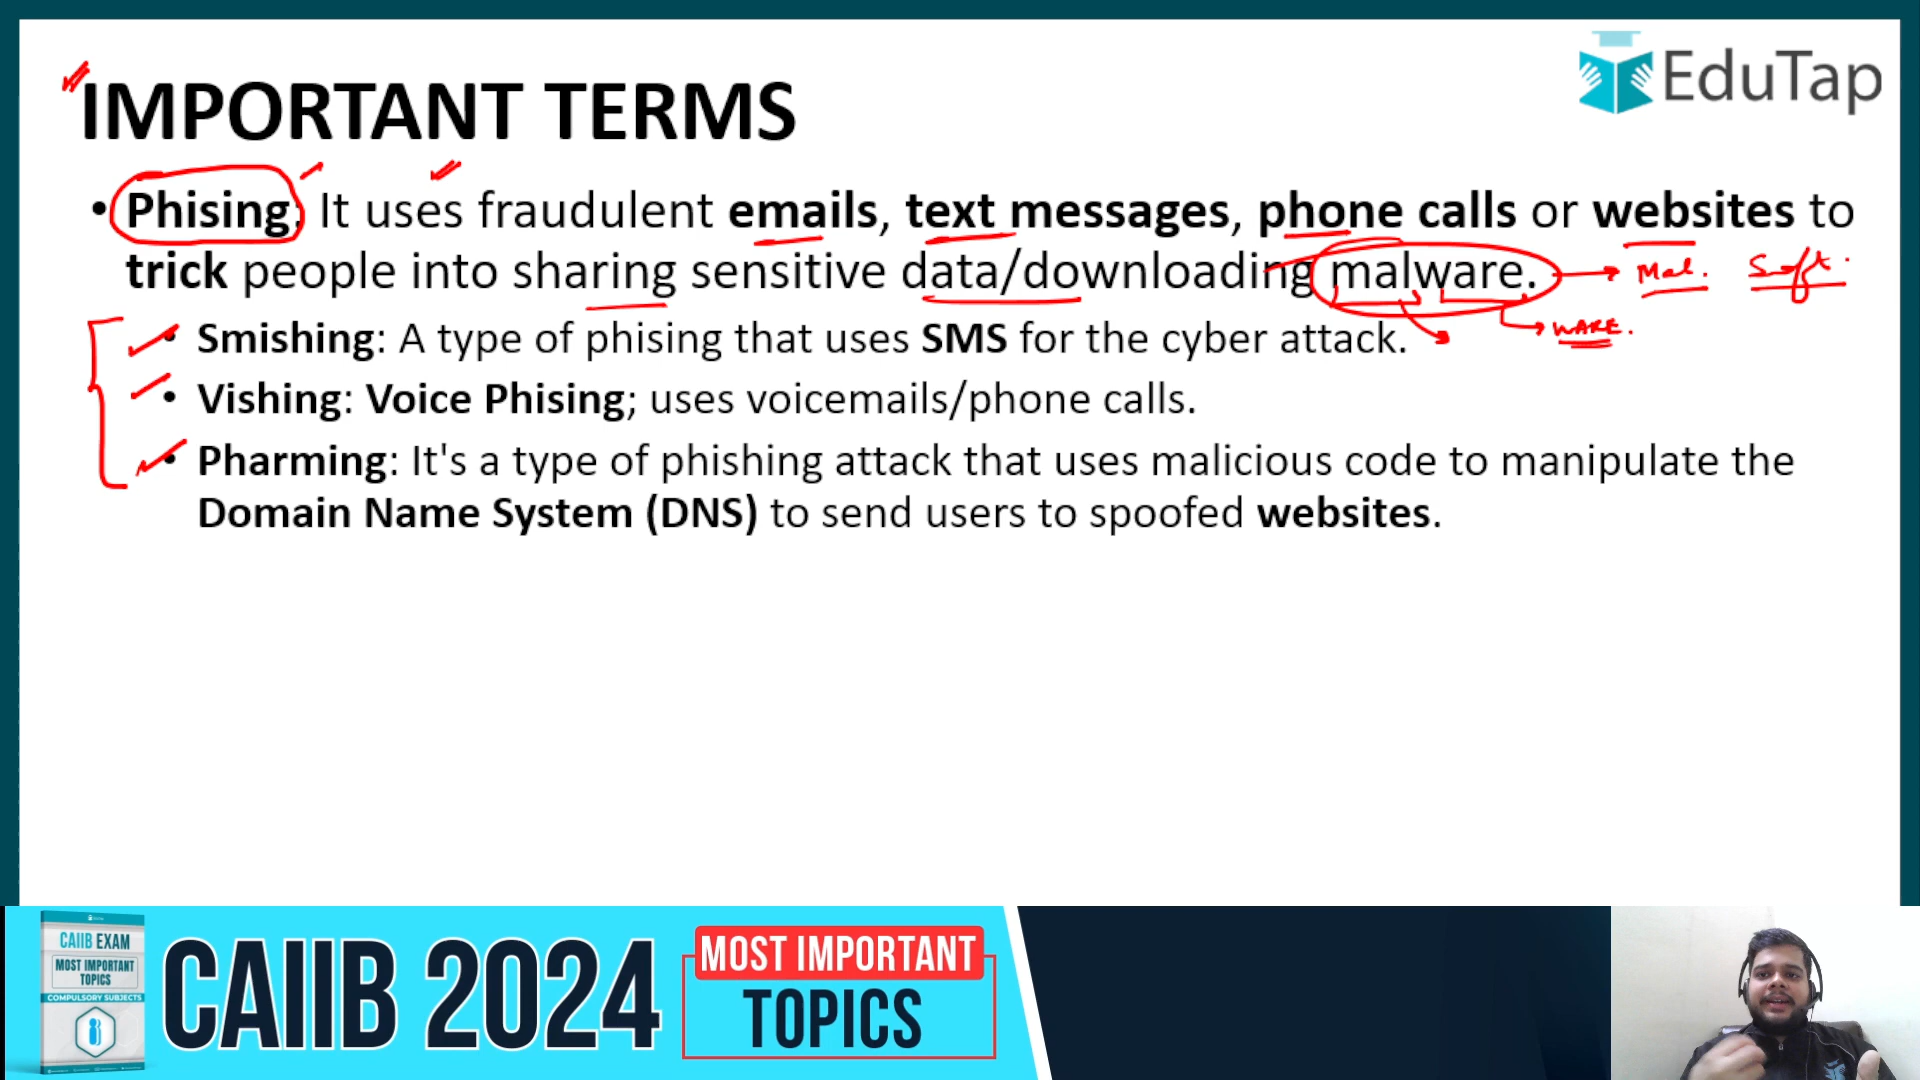 EduTap
IMPORTANT TERMS
• Phising: It uses fraudulent emails, text messages, phone calls or websites to
trick people into sharing sensitive data/downloading malware.
Mal. Soft.
WARE.
• Smishing: A type of phising that uses SMS for the cyber attack.
• Vishing: Voice Phising; uses voicemails/phone calls.
• Pharming: It's a type of phishing attack that uses malicious code to manipulate the
Domain Name System (DNS) to send users to spoofed websites.
CAIIB EXAM
MOST IMPORTANT
TOPICS
COMPULSORY SUBJECTS
CAIIB 2024
MOST IMPORTANT
TOPICS